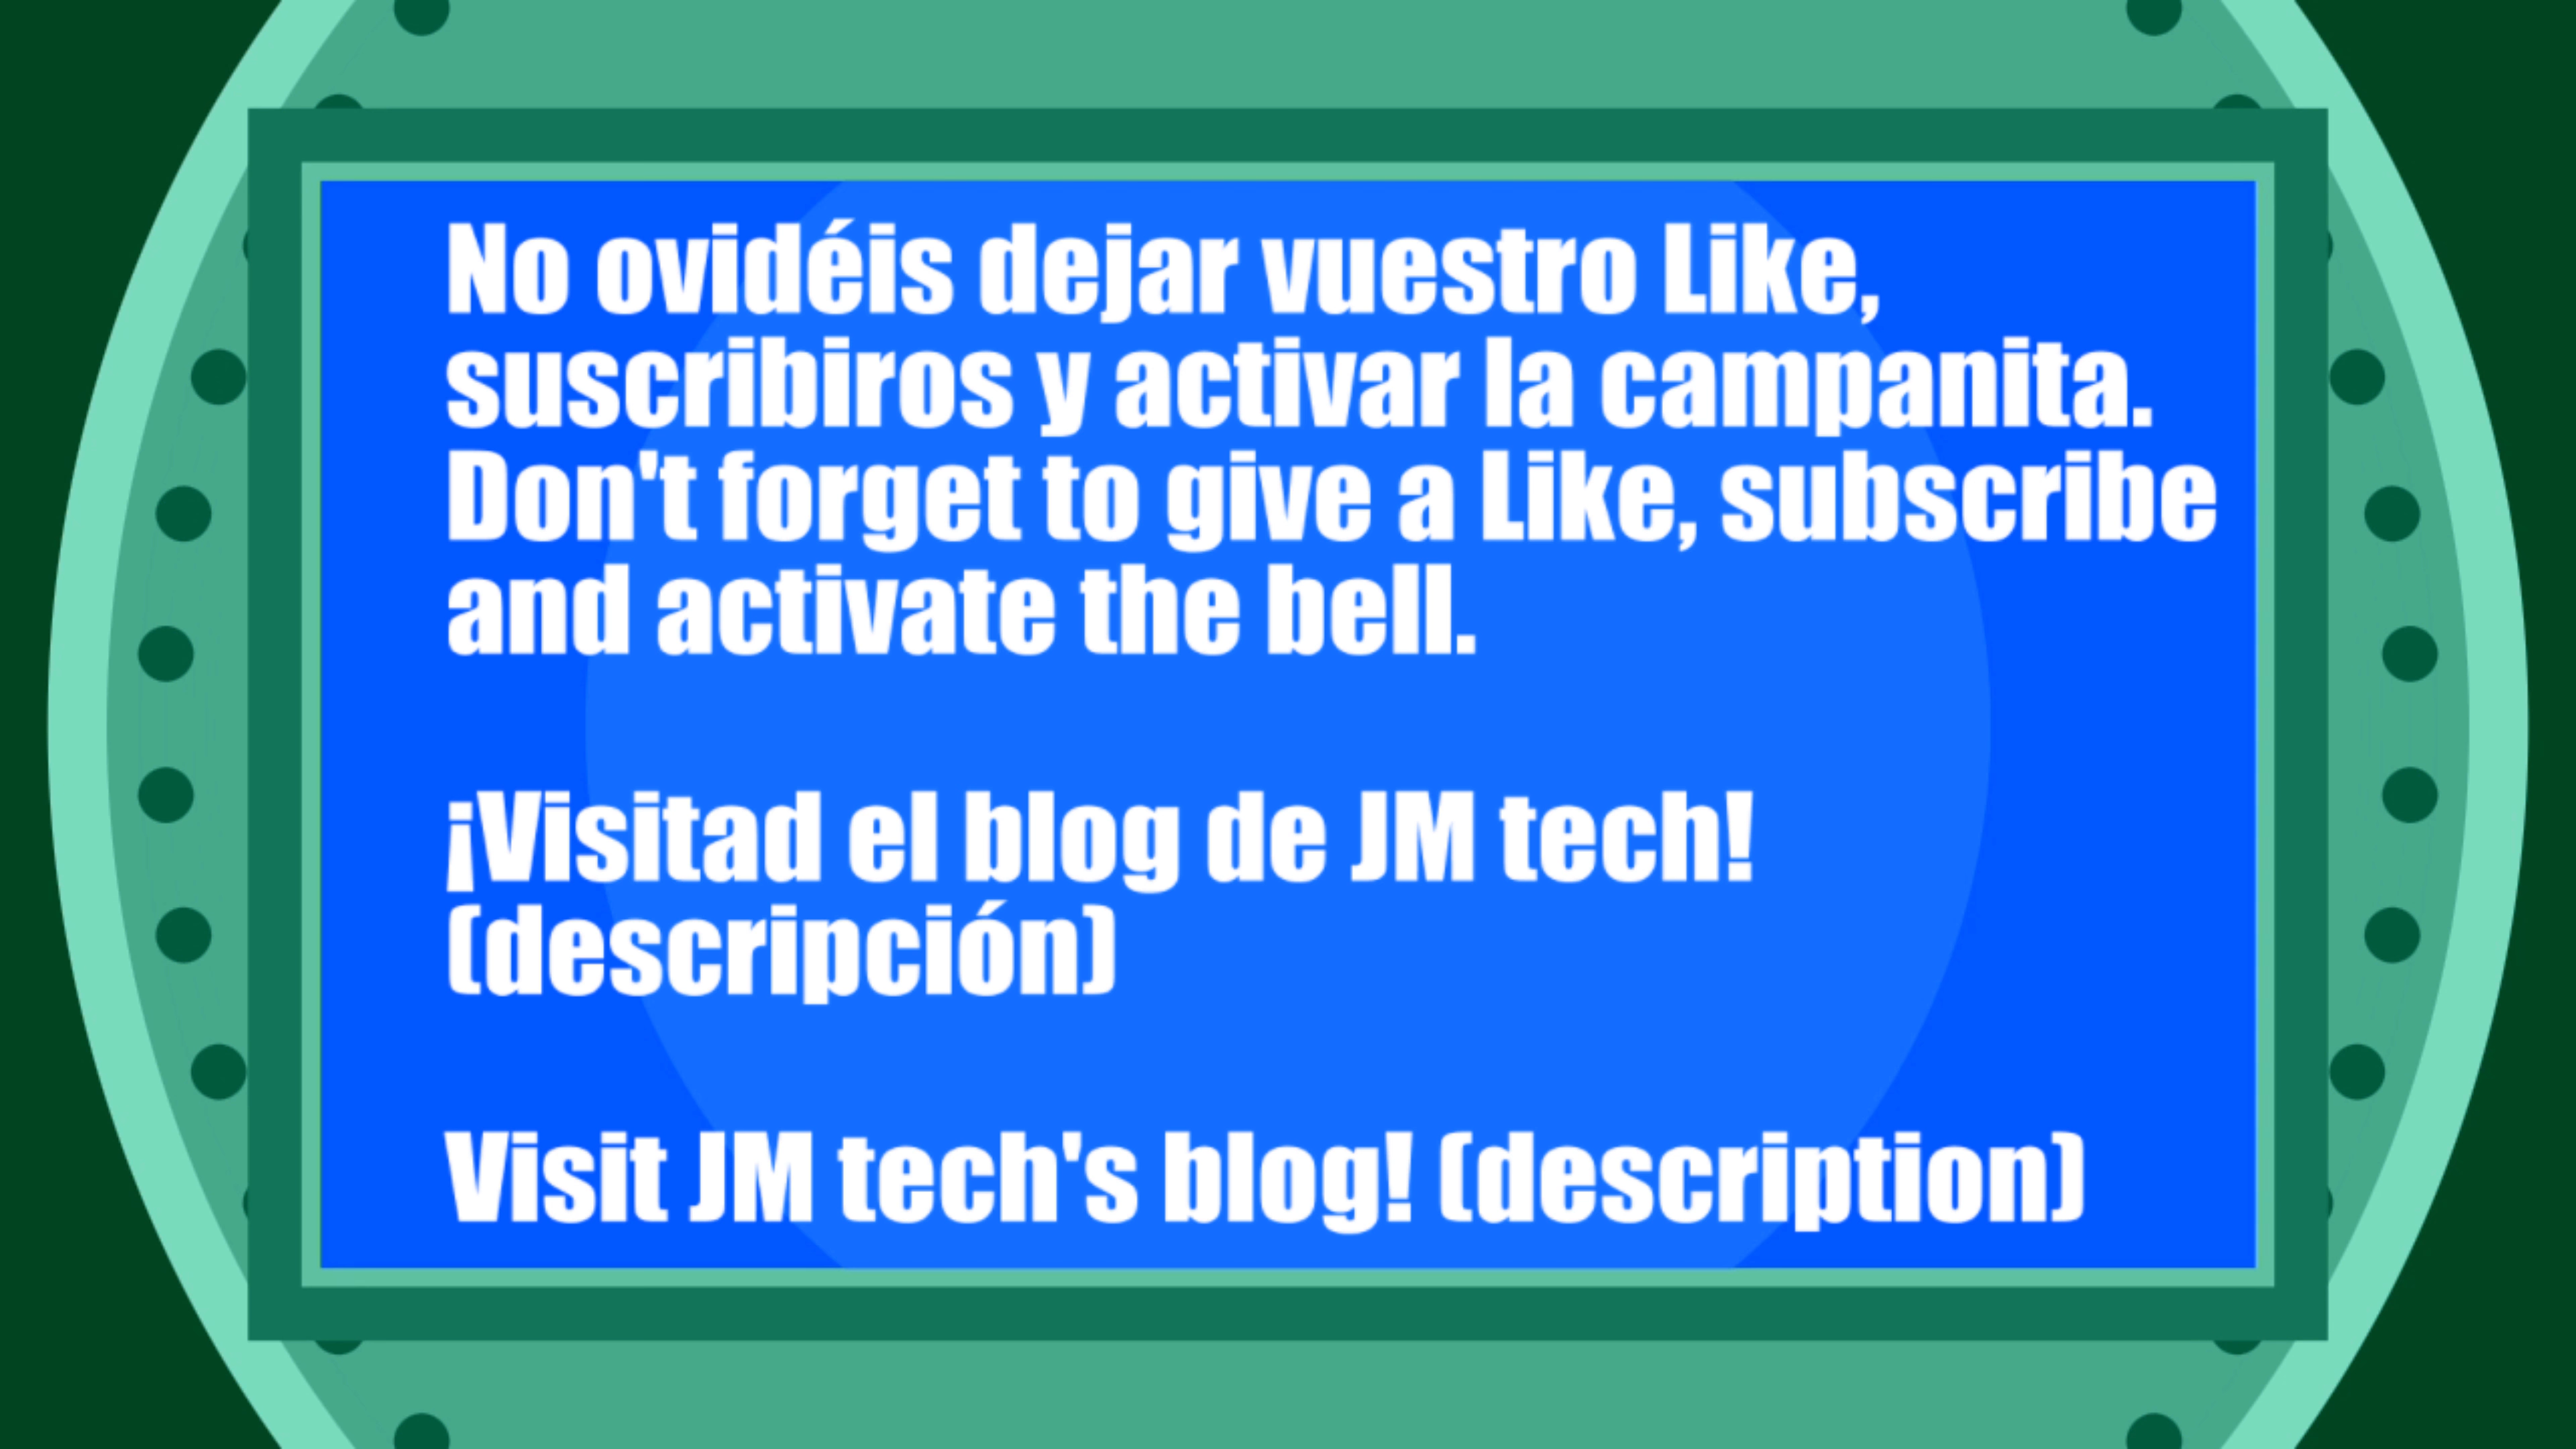 No ovidéis dejar vuestro Like,
suscribiros y activar la campanita.
Don't forget to give a Like, subscribe
and activate the bell.
¡Visitad el blog de JM tech!
(descripción)
Visit JM tech's blog! (description)